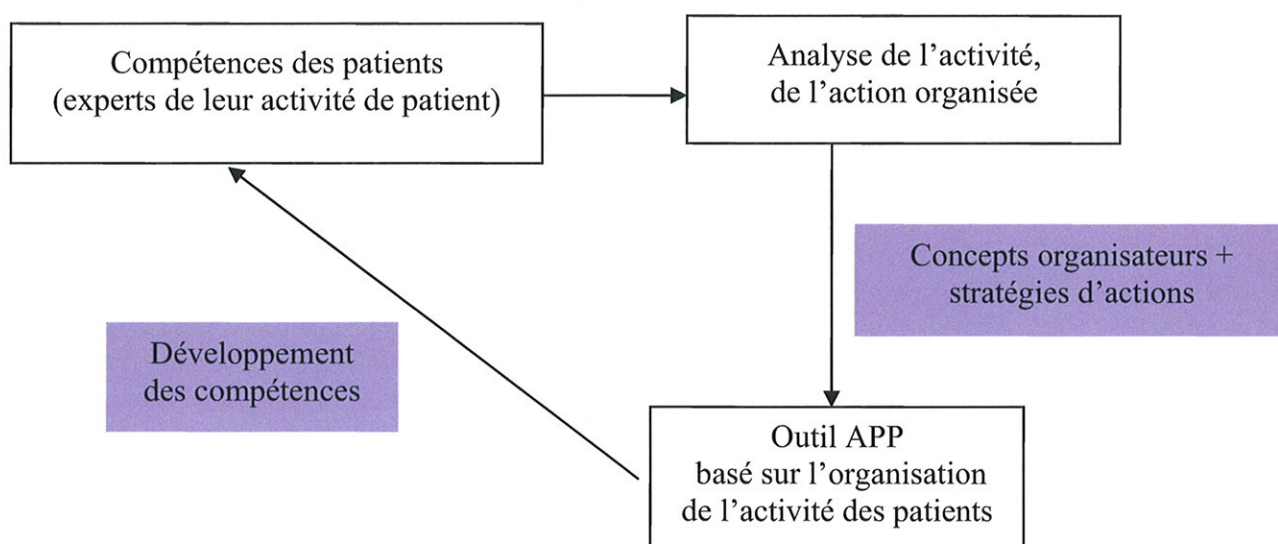 Compétences des patients
(experts de leur activité de patient)
Analyse de l’activité,
de l’action organisée
Concepts organisateurs +
stratégies d’actions
Développement
des compétences
Outil APP
basé sur l’organisation
de l’activité des patients